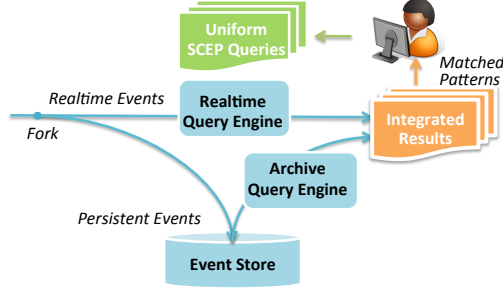 Uniform
SCEP Queries
Matched
Patterns
Realtime Events
Realtime
Query Engine
Fork
Integrated
Results
Archive
Query Engine
Persistent Events
Event Store